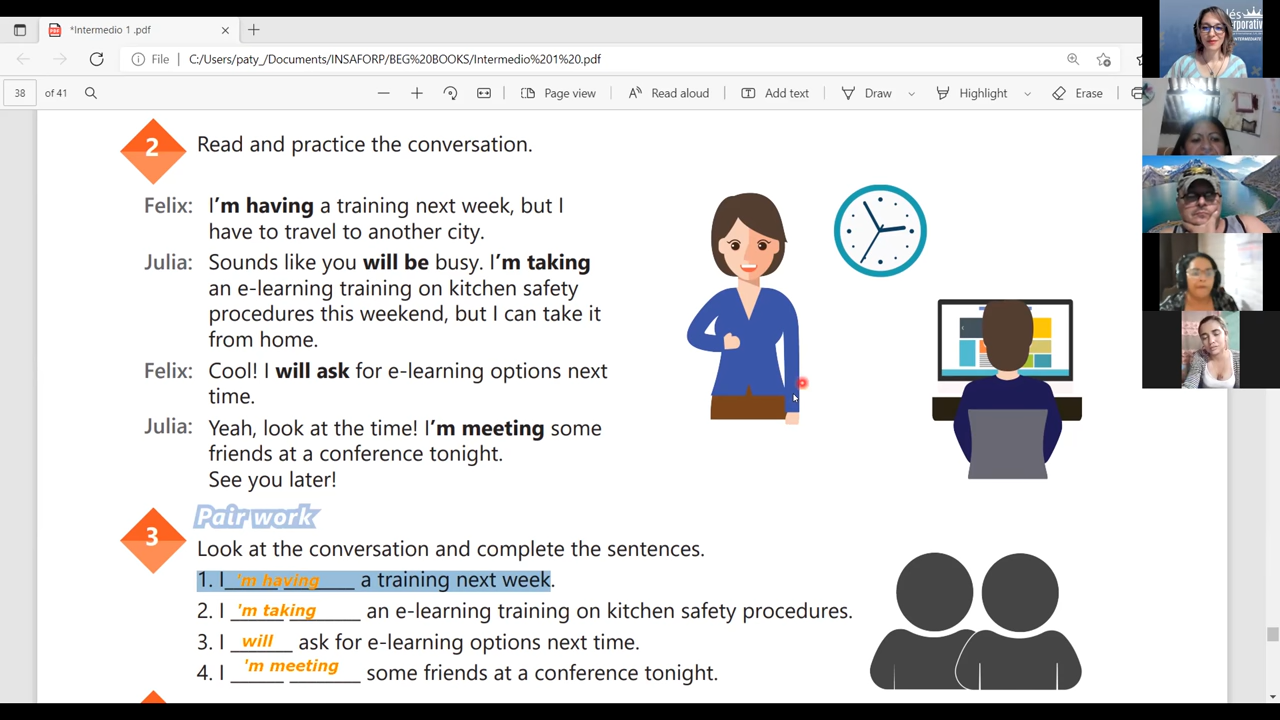 *Intermedio 1 .pdf
File C:/Users/paty_/Documents/INSAFORP/BEG%20BOOKS/Intermedio%201%20.pdf
38 of 41 Page view Read aloud Add text Draw Highlight Erase
2 Read and practice the conversation.
Felix: I'm having a training next week, but I
have to travel to another city.
Julia: Sounds like you will be busy. I'm taking
an e-learning training on kitchen safety
procedures this weekend, but I can take it
from home.
Felix: Cool! I will ask for e-learning options next
time.
Julia: Yeah, look at the time! I'm meeting some
friends at a conference tonight.
See you later!
Pair work
3 Look at the conversation and complete the sentences.
1. I 'm having a training next week.
2. I 'm taking an e-learning training on kitchen safety procedures.
3. I will ask for e-learning options next time.
4. I 'm meeting some friends at a conference tonight.